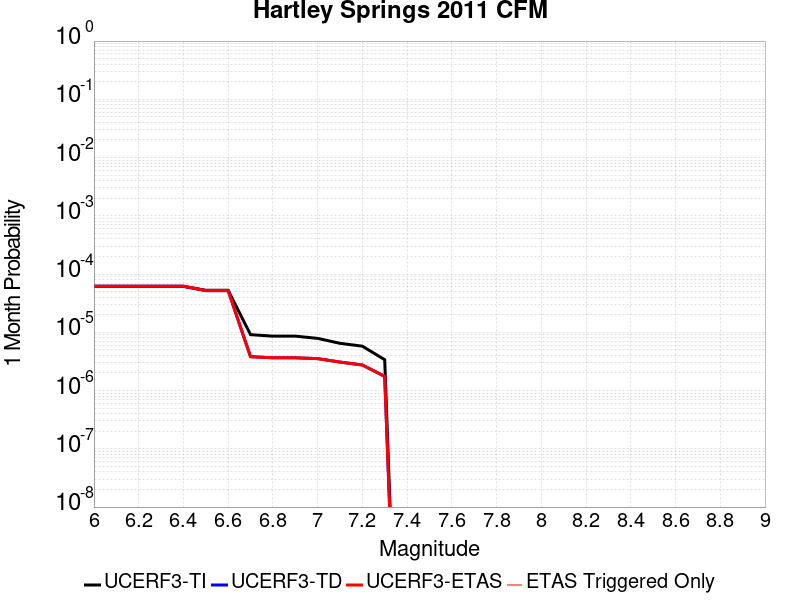 Hartley Springs 2011 CFM
10^0
10^-1
10^-2
10^-3
10^-4
10^-5
10^-6
10^-7
10^-8
1 Month Probability
6 6.2 6.4 6.6 6.8 7 7.2 7.4 7.6 7.8 8 8.2 8.4 8.6 8.8 9
Magnitude
UCERF3-TI UCERF3-TD UCERF3-ETAS ETAS Triggered Only